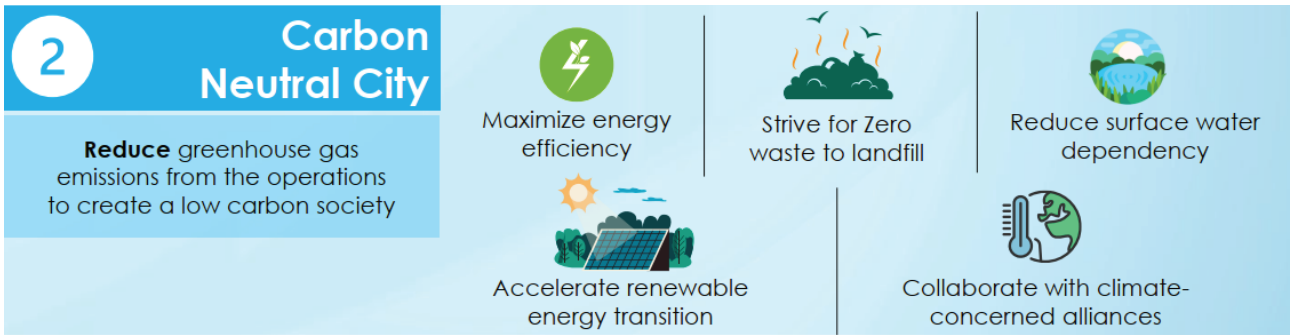 2
Carbon
Neutral City
Reduce greenhouse gas
emissions from the operations
to create a low carbon society
Maximize energy
efficiency
Strive for Zero
waste to landfill
Reduce surface water
dependency
Accelerate renewable
energy transition
Collaborate with climate-
concerned alliances